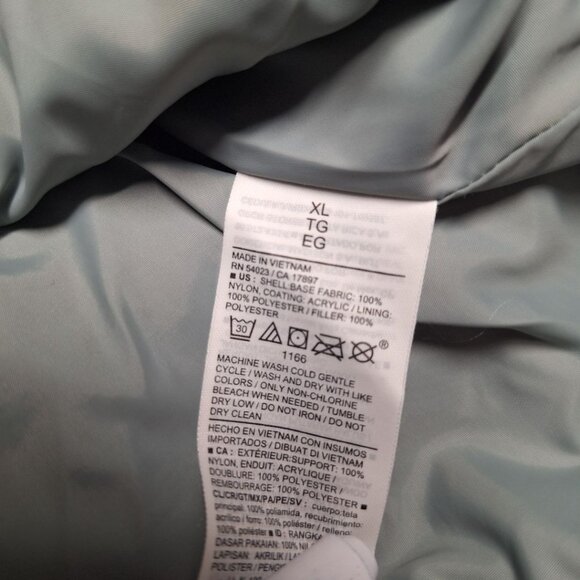 XL
TG
EG
MADE IN VIETNAM
RN 54023 / CA 17897
■ US : SHELL:BASE FABRIC: 100%
NYLON, COATING: ACRYLIC / LINING:
100% POLYESTER / FILLER: 100%
POLYESTER
30
®
1166
MACHINE WASH COLD GENTLE
CYCLE / WASH AND DRY WITH LIKE
COLORS / ONLY NON-CHLORINE
BLEACH WHEN NEEDED / TUMBLE
DRY LOW / DO NOT IRON / DO NOT
DRY CLEAN
HECHO EN VIETNAM CON INSUMOS
IMPORTADOS / DIBUAT DI VIETNAM
■ CA : EXTÉRIEUR:SUPPORT: 100%
NYLON, ENDUIT: ACRYLIQUE /
DOUBLURE: 100% POLYESTER /
REMBOURRAGE: 100% POLYESTER ■
CL/CR/GT/MX/PA/PE/SV : cuerpo:tela
principal: 100% poliamida, recubrimiento:
acrílico / forro: 100% poliéster / relleno:
100% poliéster ■ ID : RANGKA
DASAR PAKAIAN: 100% NIL
LAPISAN: AKRILIK / LA
POLISTER / PENGI